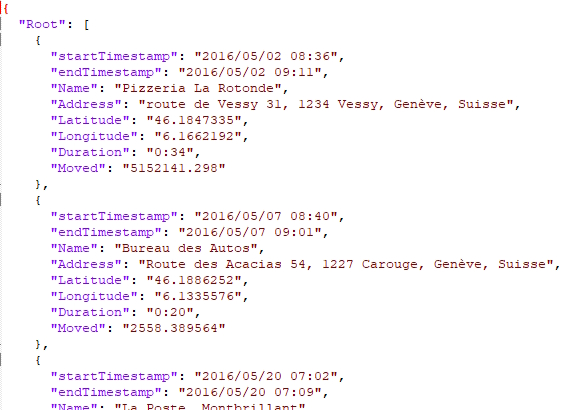 {
"Root": [
{
"startTimestamp": "2016/05/02 08:36",
"endTimestamp": "2016/05/02 09:11",
"Name": "Pizzeria La Rotonde",
"Address": "route de Vessy 31, 1234 Vessy, Genève, Suisse",
"Latitude": "46.1847335",
"Longitude": "6.1662192",
"Duration": "0:34",
"Moved": "5152141.298"
},
{
"startTimestamp": "2016/05/07 08:40",
"endTimestamp": "2016/05/07 09:01",
"Name": "Bureau des Autos",
"Address": "Route des Acacias 54, 1227 Carouge, Genève, Suisse",
"Latitude": "46.1886252",
"Longitude": "6.1335576",
"Duration": "0:20",
"Moved": "2558.389564"
},
{
"startTimestamp": "2016/05/20 07:02",
"endTimestamp": "2016/05/20 07:09",
"Name": "La Poste, Montbrillant"